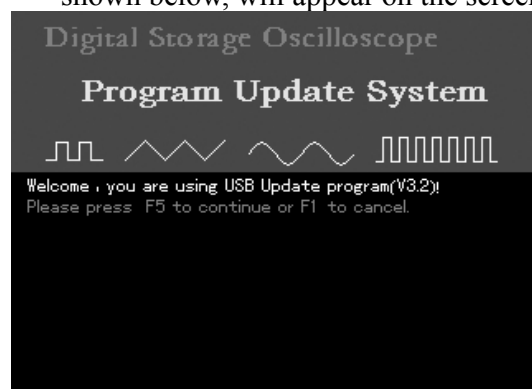 shown below, will appear on the screen
Digital Storage Oscilloscope
Program Update System
Welcome , you are using USB Update program(V3.2)!
Please press F5 to continue or F1 to cancel.